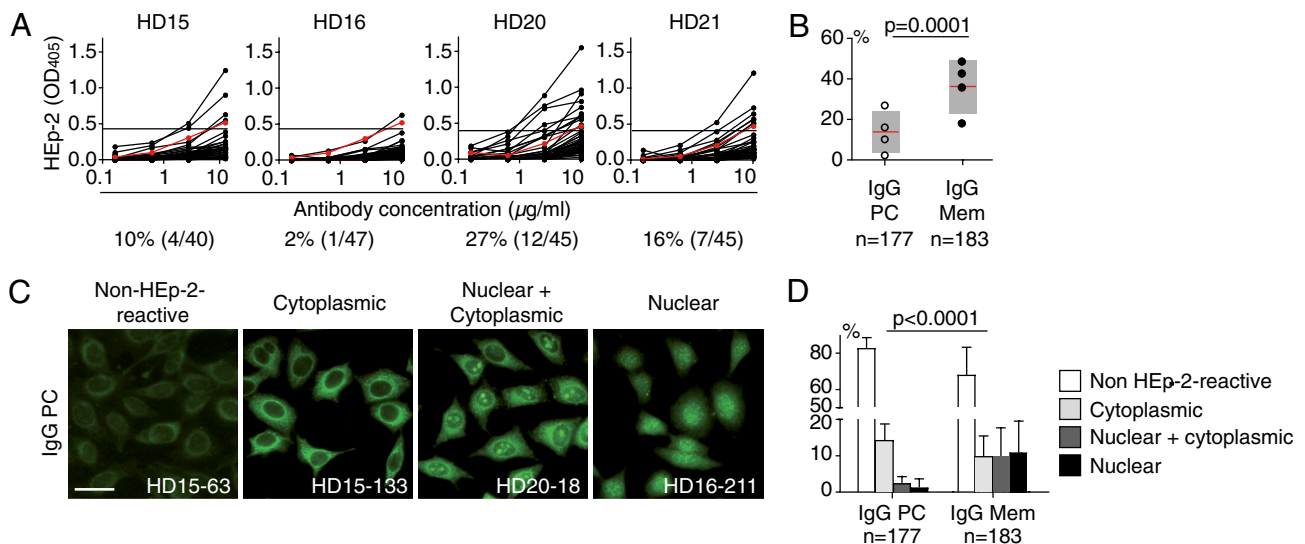 A
HD15
HD16
HD20
HD21
HEp-2 (OD405)
1.5
1.0
0.5
0.0
1.5
1.0
0.5
0.0
1.5
1.0
0.5
0.0
1.5
1.0
0.5
0.0
0.1 1 10
0.1 1 10
0.1 1 10
0.1 1 10
Antibody concentration (µg/ml)
10% (4/40)
2% (1/47)
27% (12/45)
16% (7/45)
B
%
p=0.0001
60
40
20
0
IgG PC
n=177
IgG Mem
n=183
C
Non-HEp-2-
reactive
Cytoplasmic
Nuclear +
Cytoplasmic
Nuclear
IgG PC
HD15-63
HD15-133
HD20-18
HD16-211
D
%
p<0.0001
80
60
50
20
10
0
IgG PC
n=177
IgG Mem
n=183
Non HEp-2-reactive
Cytoplasmic
Nuclear + cytoplasmic
Nuclear